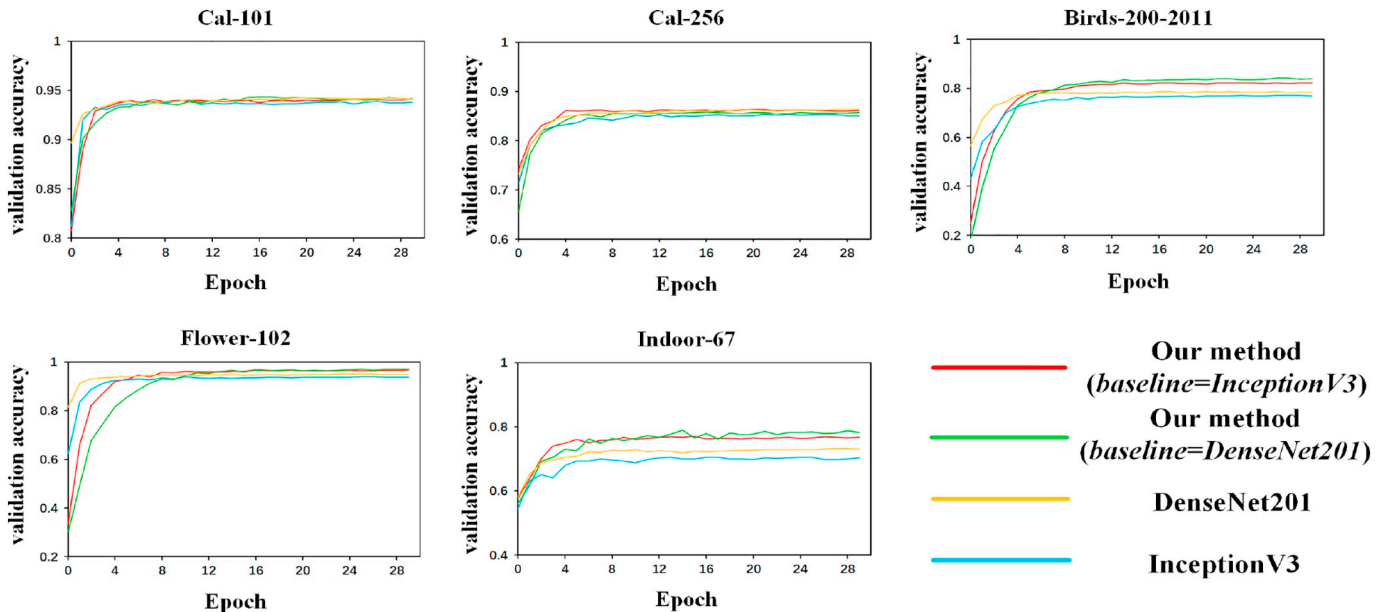 Cal-101
validation accuracy
1
0.95
0.9
0.85
0.8
0 4 8 12 16 20 24 28
Epoch
Cal-256
validation accuracy
1
0.9
0.8
0.7
0.6
0 4 8 12 16 20 24 28
Epoch
Birds-200-2011
validation accuracy
1
0.8
0.6
0.4
0.2
0 4 8 12 16 20 24 28
Epoch
Flower-102
validation accuracy
1
0.8
0.6
0.4
0.2
0 4 8 12 16 20 24 28
Epoch
Indoor-67
validation accuracy
1
0.8
0.6
0.4
0 4 8 12 16 20 24 28
Epoch
Our method
(baseline=InceptionV3)
Our method
(baseline=DenseNet201)
DenseNet201
InceptionV3